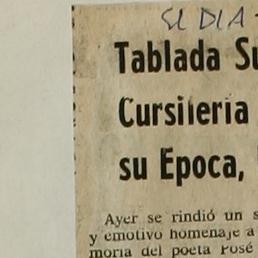 El DIA -
Tablada Su
Cursilería
su Epoca,
Ayer se rindió un s
y emotivo homenaje a
moria del poeta José